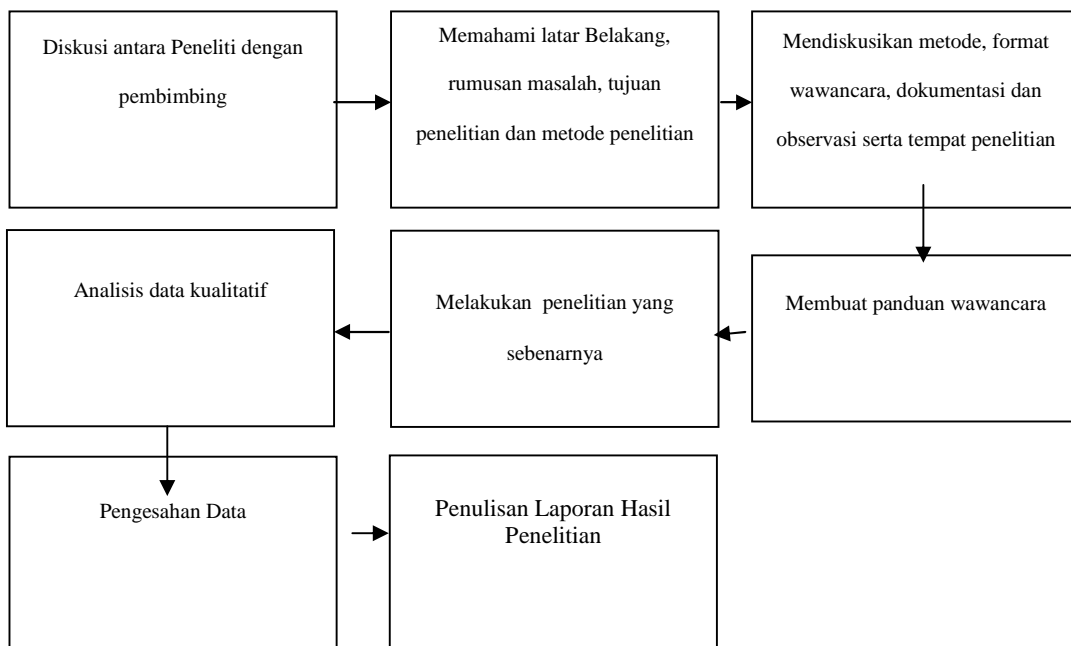 Diskusi antara Peneliti dengan
pembimbing
Memahami latar Belakang,
rumusan masalah, tujuan
penelitian dan metode penelitian
Mendiskusikan metode, format
wawancara, dokumentasi dan
observasi serta tempat penelitian
Membuat panduan wawancara
Melakukan penelitian yang
sebenarnya
Analisis data kualitatif
Pengesahan Data
Penulisan Laporan Hasil
Penelitian